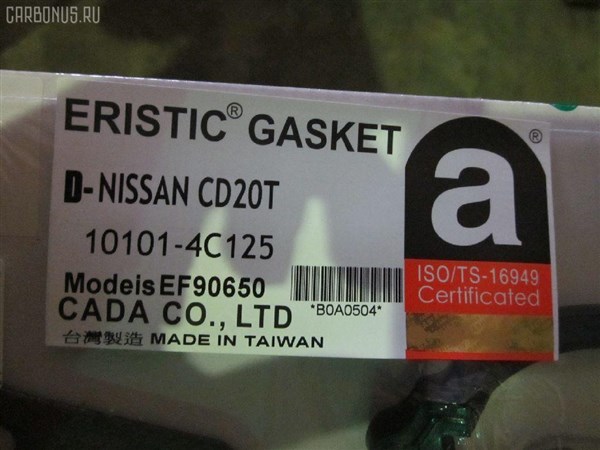 CARBONUS.RU
ERISTIC® GASKET
D-NISSAN CD20T
10101-4C125
Modeis EF90650
*B0A0504*
CADA CO., LTD
台灣製造 MADE IN TAIWAN
®
a
ISO/TS-16949
Certificated